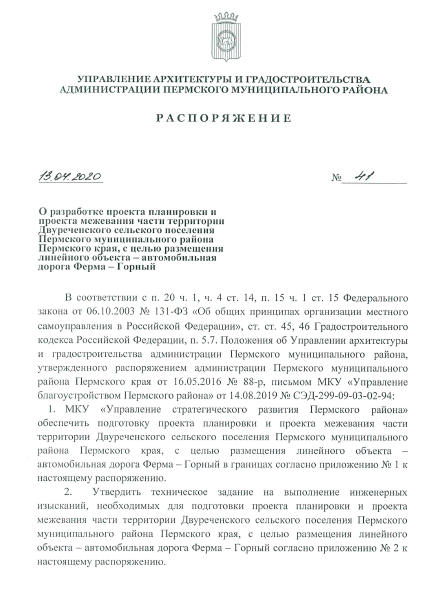 УПРАВЛЕНИЕ АРХИТЕКТУРЫ И ГРАДОСТРОИТЕЛЬСТВА
АДМИНИСТРАЦИИ ПЕРМСКОГО МУНИЦИПАЛЬНОГО РАЙОНА
РАСПОРЯЖЕНИЕ
13.04.2020 № 41
О разработке проекта планировки и
проекта межевания части территории
Двуреченского сельского поселения
Пермского муниципального района
Пермского края, с целью размещения
линейного объекта – автомобильная
дорога Ферма – Горный
В соответствии с п. 20 ч. 1, ч. 4 ст. 14, п. 15 ч. 1 ст. 15 Федерального
закона от 06.10.2003 № 131-ФЗ «Об общих принципах организации местного
самоуправления в Российской Федерации», ст. ст. 45, 46 Градостроительного
кодекса Российской Федерации, п. 5.7. Положения об Управлении архитектуры
и градостроительства администрации Пермского муниципального района,
утвержденного распоряжением администрации Пермского муниципального
района Пермского края от 16.05.2016 № 88-р, письмом МКУ «Управление
благоустройством Пермского района» от 14.08.2019 № СЭД-299-09-03-02-94:
1. МКУ «Управление стратегического развития Пермского района»
обеспечить подготовку проекта планировки и проекта межевания части
территории Двуреченского сельского поселения Пермского муниципального
района Пермского края, с целью размещения линейного объекта –
автомобильная дорога Ферма – Горный в границах согласно приложению № 1 к
настоящему распоряжению.
2. Утвердить техническое задание на выполнение инженерных
изысканий, необходимых для подготовки проекта планировки и проекта
межевания части территории Двуреченского сельского поселения Пермского
муниципального района Пермского края, с целью размещения линейного
объекта – автомобильная дорога Ферма – Горный согласно приложению № 2 к
настоящему распоряжению.